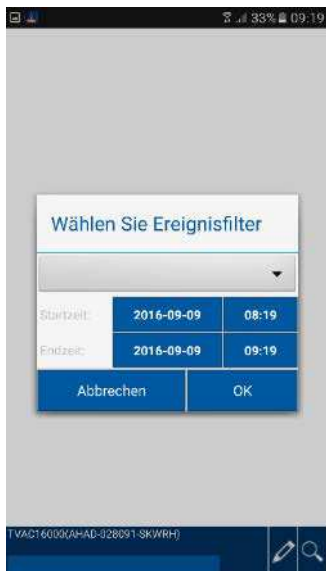 33% 09:19
Wählen Sie Ereignisfilter
Startzeit: 2016-09-09 08:19
Endzeit: 2016-09-09 09:19
Abbrechen OK
TVAC16000(AHAD-028091-SKWRH)